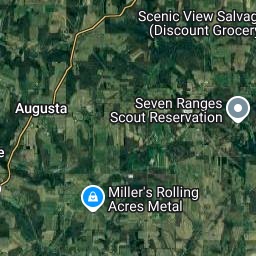 Scenic View Salvag
(Discount Grocery
Augusta
Seven Ranges
Scout Reservation
e
Miller's Rolling
Acres Metal